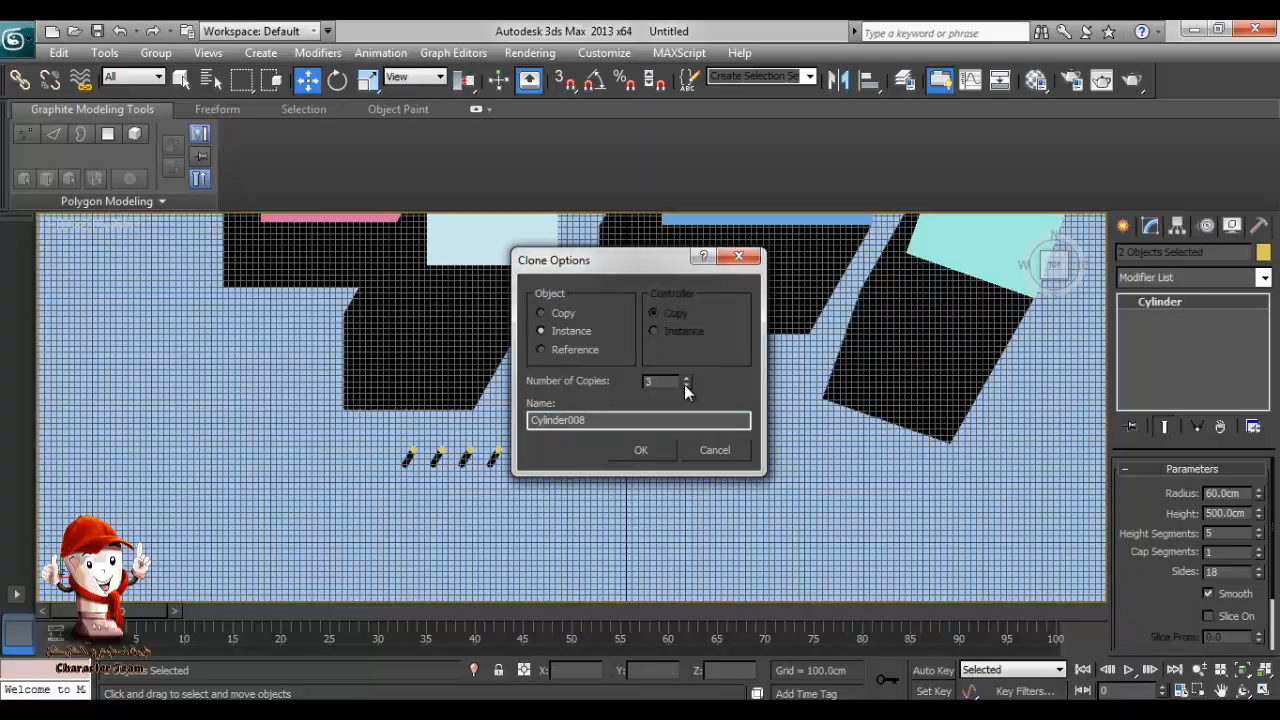 Workspace: Default
Autodesk 3ds Max 2013 x64 Untitled
Type a keyword or phrase
Edit Tools Group Views Create Modifiers Animation Graph Editors Rendering Customize MAXScript Help
All
View
3
%
ABC
Create Selection Se
Graphite Modeling Tools Freeform Selection Object Paint
Polygon Modeling
N
W
TOP
2 Objects Selected
Modifier List
Cylinder
Clone Options
Object
Copy
Instance
Reference
Controller
Copy
Instance
Number of Copies: 3
Name:
Cylinder008
OK Cancel
Parameters
Radius: 60.0cm
Height: 500.0cm
Height Segments: 5
Cap Segments: 1
Sides: 18
Smooth
Slice On
Slice From: 0.0
Character Team
5 10 15 20 25 30 35 40 45 50 55 60 65 70 75 80 85 90 95 100
Selected
X: Y: Z: Grid = 100.0cm
Auto Key Selected
Welcome to M
Click and drag to select and move objects
Add Time Tag
Set Key Key Filters...
0